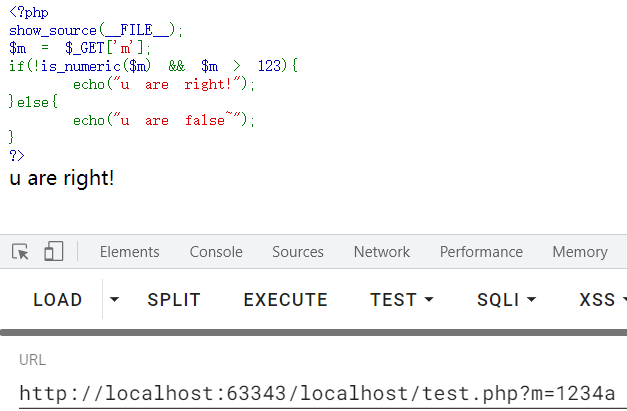 <?php
show_source(__FILE__);
$m = $_GET['m'];
if(!is_numeric($m) && $m > 123){
echo("u are right!");
}else{
echo("u are false~");
}
?>
u are right!
Elements Console Sources Network Performance Memory
LOAD SPLIT EXECUTE TEST SQLI XSS
URL
http://localhost:63343/localhost/test.php?m=1234a